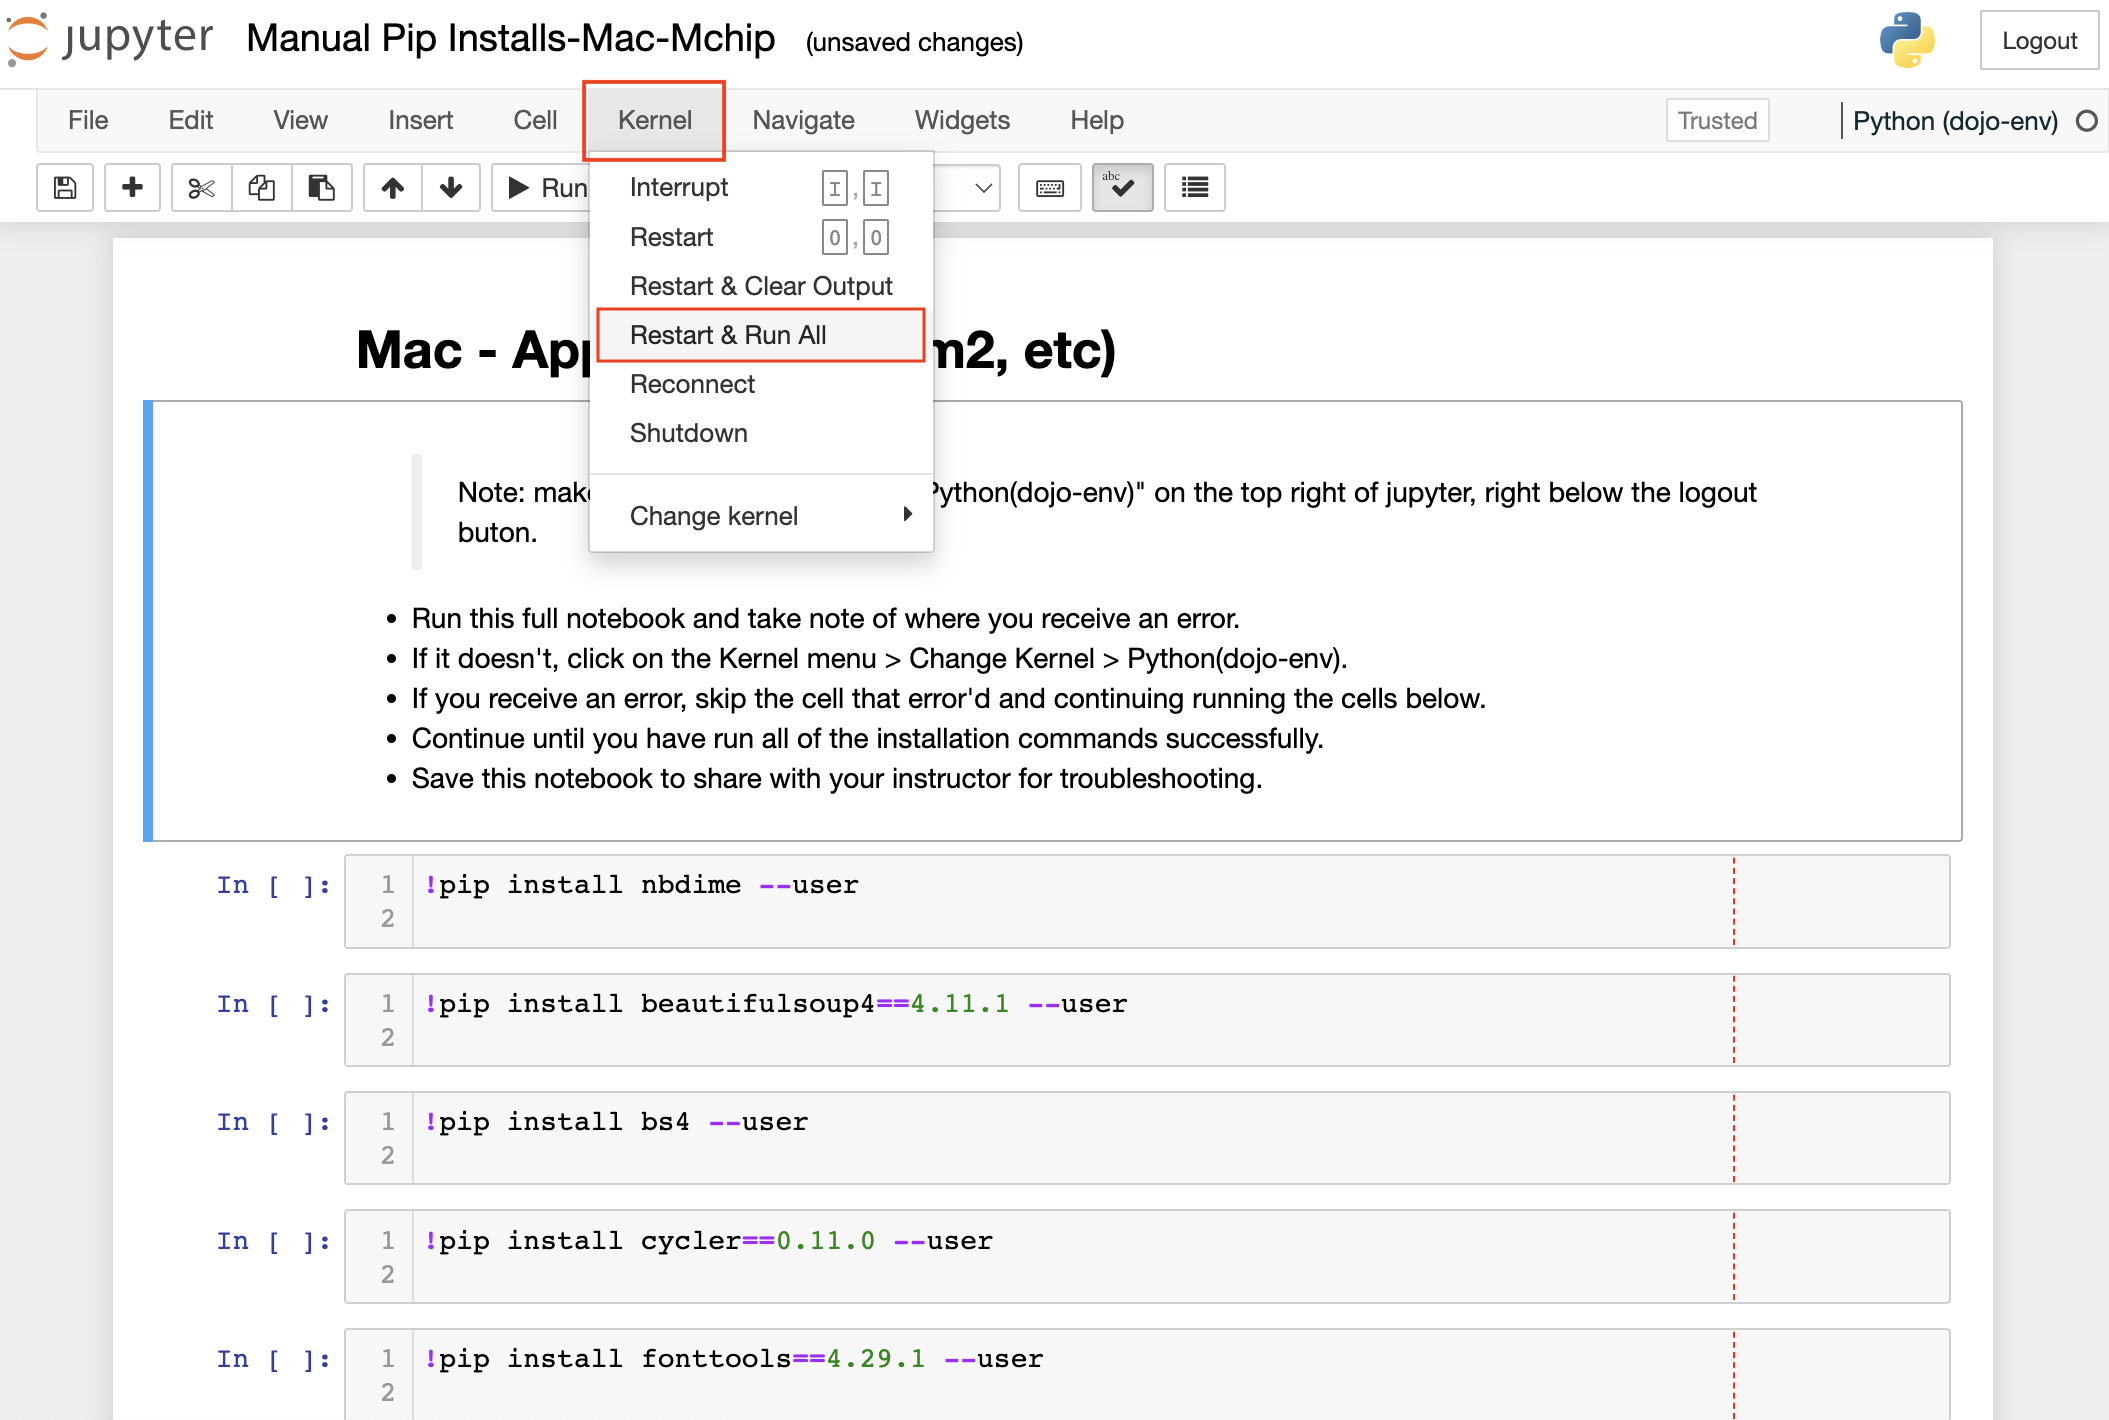 jupyter Manual Pip Installs-Mac-Mchip (unsaved changes) Logout
File Edit View Insert Cell Kernel Navigate Widgets Help Trusted Python (dojo-env)
Run abc
Interrupt I , I
Restart 0 , 0
Restart & Clear Output
Restart & Run All
Reconnect
Shutdown
Change kernel
Mac - App m2, etc)
Note: make Python(dojo-env)" on the top right of jupyter, right below the logout
buton.
• Run this full notebook and take note of where you receive an error.
• If it doesn't, click on the Kernel menu > Change Kernel > Python(dojo-env).
• If you receive an error, skip the cell that error'd and continuing running the cells below.
• Continue until you have run all of the installation commands successfully.
• Save this notebook to share with your instructor for troubleshooting.
In [ ]: 1 !pip install nbdime --user
2
In [ ]: 1 !pip install beautifulsoup4==4.11.1 --user
2
In [ ]: 1 !pip install bs4 --user
2
In [ ]: 1 !pip install cycler==0.11.0 --user
2
In [ ]: 1 !pip install fonttools==4.29.1 --user
2